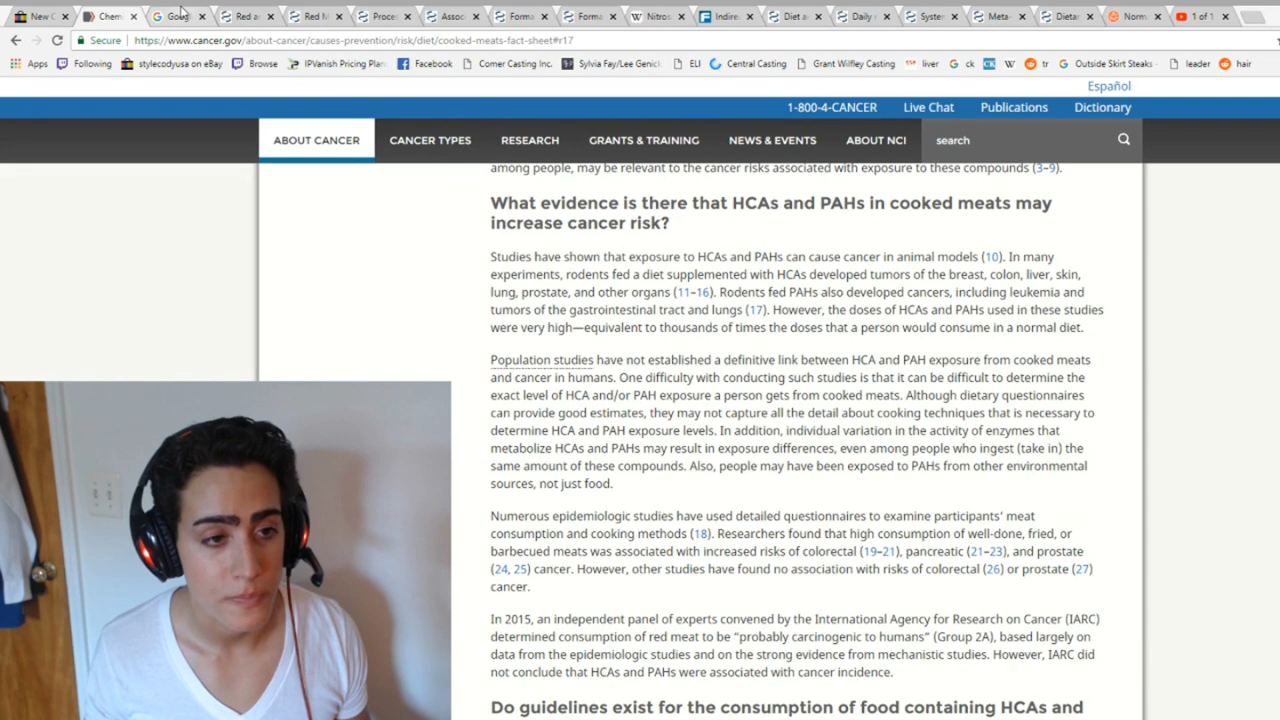 New C
Chemi
Goog
Red a
Red M
Proces
Assoc
Forma
Forma
Nitros
Indire
Diet a
Daily r
System
Meta-
Dietar
Norm
1 of 1
Secure
https://www.cancer.gov/about-cancer/causes-prevention/risk/diet/cooked-meats-fact-sheet#r17
Apps
Following
stylecodyusa on eBay
Browse
IPVanish Pricing Plan
Facebook
Comer Casting Inc.
Sylvia Fay/Lee Genick
ELI
Central Casting
Grant Wilfley Casting
liver
ck
tr
Outside Skirt Steaks
leader
hair
Español
1-800-4-CANCER
Live Chat
Publications
Dictionary
ABOUT CANCER
CANCER TYPES
RESEARCH
GRANTS & TRAINING
NEWS & EVENTS
ABOUT NCI
search
among people, may be relevant to the cancer risks associated with exposure to these compounds (3–9).
What evidence is there that HCAs and PAHs in cooked meats may
increase cancer risk?
Studies have shown that exposure to HCAs and PAHs can cause cancer in animal models (10). In many
experiments, rodents fed a diet supplemented with HCAs developed tumors of the breast, colon, liver, skin,
lung, prostate, and other organs (11–16). Rodents fed PAHs also developed cancers, including leukemia and
tumors of the gastrointestinal tract and lungs (17). However, the doses of HCAs and PAHs used in these studies
were very high—equivalent to thousands of times the doses that a person would consume in a normal diet.
Population studies have not established a definitive link between HCA and PAH exposure from cooked meats
and cancer in humans. One difficulty with conducting such studies is that it can be difficult to determine the
exact level of HCA and/or PAH exposure a person gets from cooked meats. Although dietary questionnaires
can provide good estimates, they may not capture all the detail about cooking techniques that is necessary to
determine HCA and PAH exposure levels. In addition, individual variation in the activity of enzymes that
metabolize HCAs and PAHs may result in exposure differences, even among people who ingest (take in) the
same amount of these compounds. Also, people may have been exposed to PAHs from other environmental
sources, not just food.
Numerous epidemiologic studies have used detailed questionnaires to examine participants' meat
consumption and cooking methods (18). Researchers found that high consumption of well-done, fried, or
barbecued meats was associated with increased risks of colorectal (19–21), pancreatic (21–23), and prostate
(24, 25) cancer. However, other studies have found no association with risks of colorectal (26) or prostate (27)
cancer.
In 2015, an independent panel of experts convened by the International Agency for Research on Cancer (IARC)
determined consumption of red meat to be "probably carcinogenic to humans" (Group 2A), based largely on
data from the epidemiologic studies and on the strong evidence from mechanistic studies. However, IARC did
not conclude that HCAs and PAHs were associated with cancer incidence.
Do guidelines exist for the consumption of food containing HCAs and